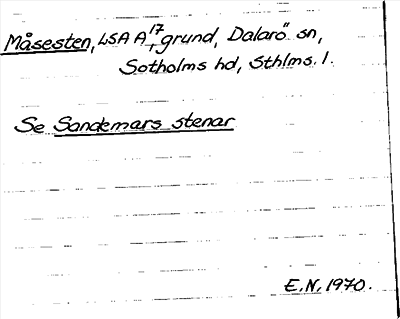 Måsesten, LSA A17, grund, Dalarö sn,
Sotholms hd, Sthlms. l.
Se Sandemars stenar
E.N. 1970.